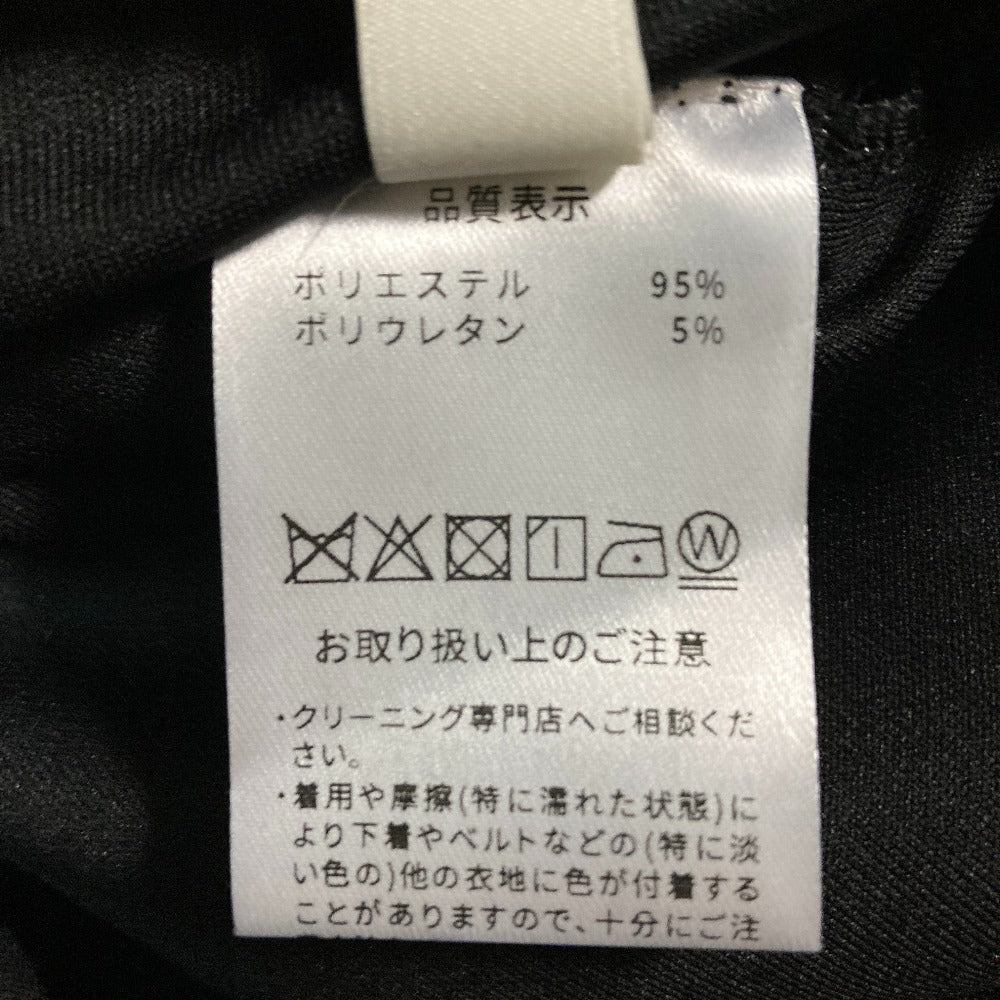 品質表示
ポリエステル 95%
ポリウレタン 5%
W
お取り扱い上のご注意
・クリーニング専門店へご相談くだ
さい。
・着用や摩擦(特に濡れた状態)に
より下着やベルトなどの(特に淡
い色の)他の衣地に色が付着する
ことがありますので、十分にご注